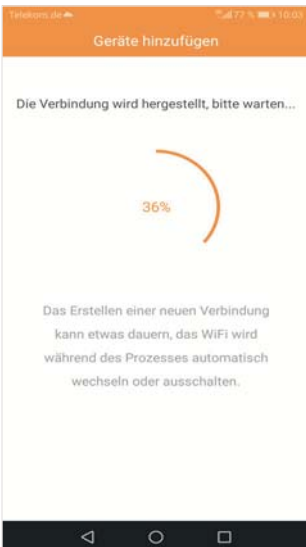 Telekom.de 77 % 10:03
Geräte hinzufügen
Die Verbindung wird hergestellt, bitte warten...
36%
Das Erstellen einer neuen Verbindung
kann etwas dauern, das WiFi wird
während des Prozesses automatisch
wechseln oder ausschalten.